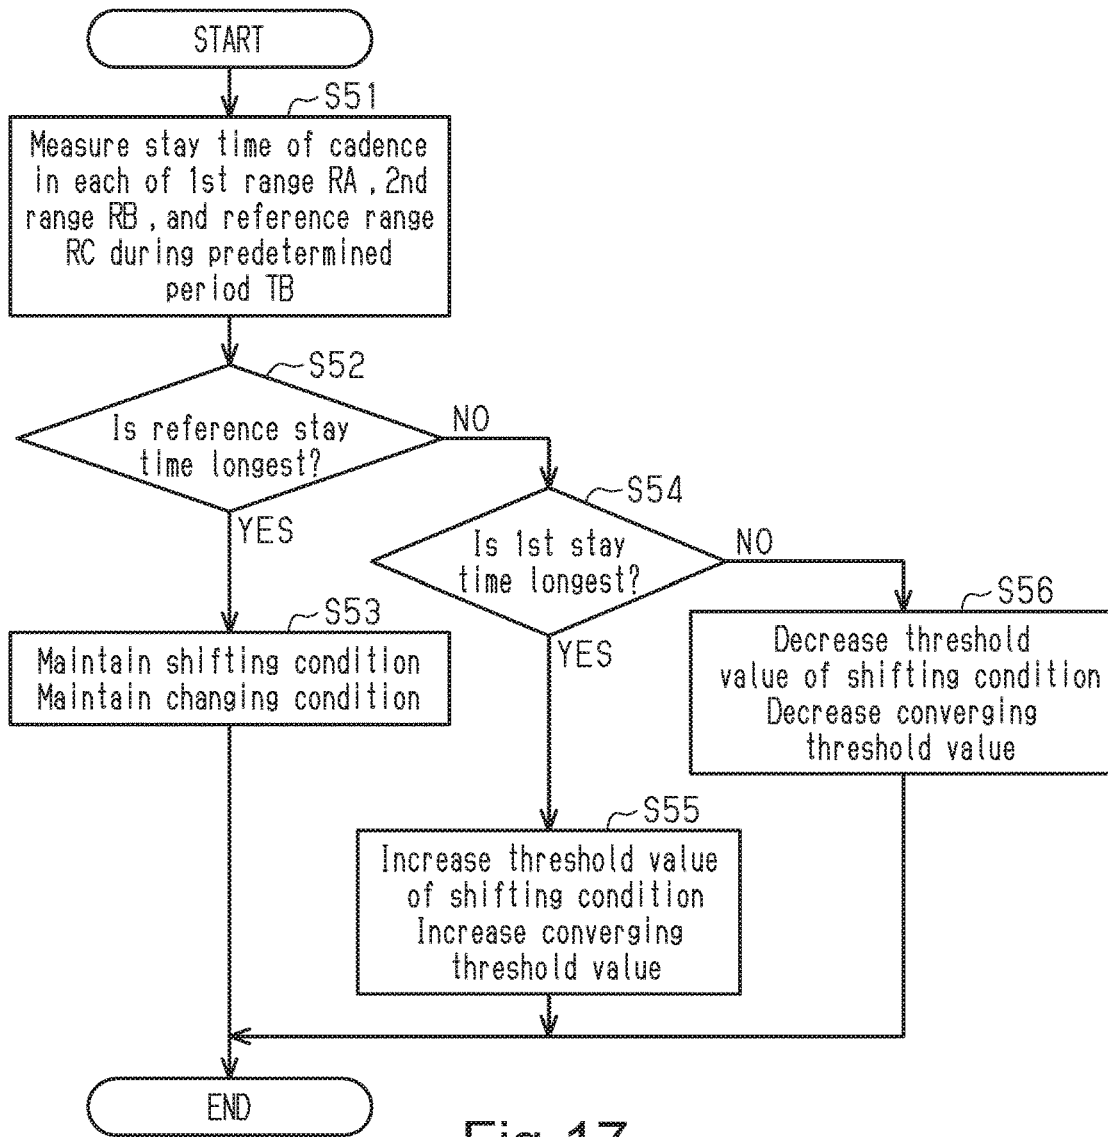 START
S51
Measure stay time of cadence
in each of 1st range RA, 2nd
range RB, and reference range
RC during predetermined
period TB
S52
Is reference stay
time longest?
NO
YES
S54
Is 1st stay
time longest?
NO
YES
S53
Maintain shifting condition
Maintain changing condition
S56
Decrease threshold
value of shifting condition
Decrease converging
threshold value
S55
Increase threshold value
of shifting condition
Increase converging
threshold value
END
Fig.17